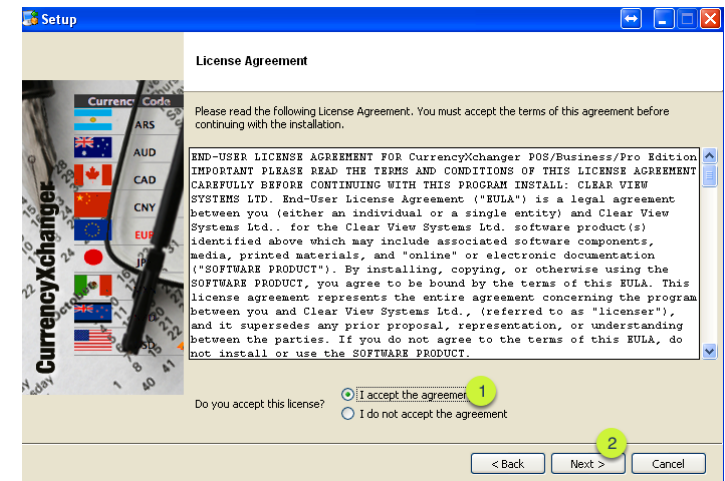 Setup
License Agreement
Please read the following License Agreement. You must accept the terms of this agreement before
continuing with the installation.
Currency Code
ARS
AUD
CAD
CNY
EUR
CurrencyXchanger
END-USER LICENSE AGREEMENT FOR CurrencyXchanger POS/Business/Pro Edition
IMPORTANT PLEASE READ THE TERMS AND CONDITIONS OF THIS LICENSE AGREEMENT
CAREFULLY BEFORE CONTINUING WITH THIS PROGRAM INSTALL: CLEAR VIEW
SYSTEMS LTD. End-User License Agreement ("EULA") is a legal agreement
between you (either an individual or a single entity) and Clear View
Systems Ltd.. for the Clear View Systems Ltd. software product(s)
identified above which may include associated software components,
media, printed materials, and "online" or electronic documentation
("SOFTWARE PRODUCT"). By installing, copying, or otherwise using the
SOFTWARE PRODUCT, you agree to be bound by the terms of this EULA. This
license agreement represents the entire agreement concerning the program
between you and Clear View Systems Ltd., (referred to as "licenser"),
and it supersedes any prior proposal, representation, or understanding
between the parties. If you do not agree to the terms of this EULA, do
not install or use the SOFTWARE PRODUCT.
Do you accept this license?
I accept the agreemen
1
I do not accept the agreement
2
< Back
Next >
Cancel